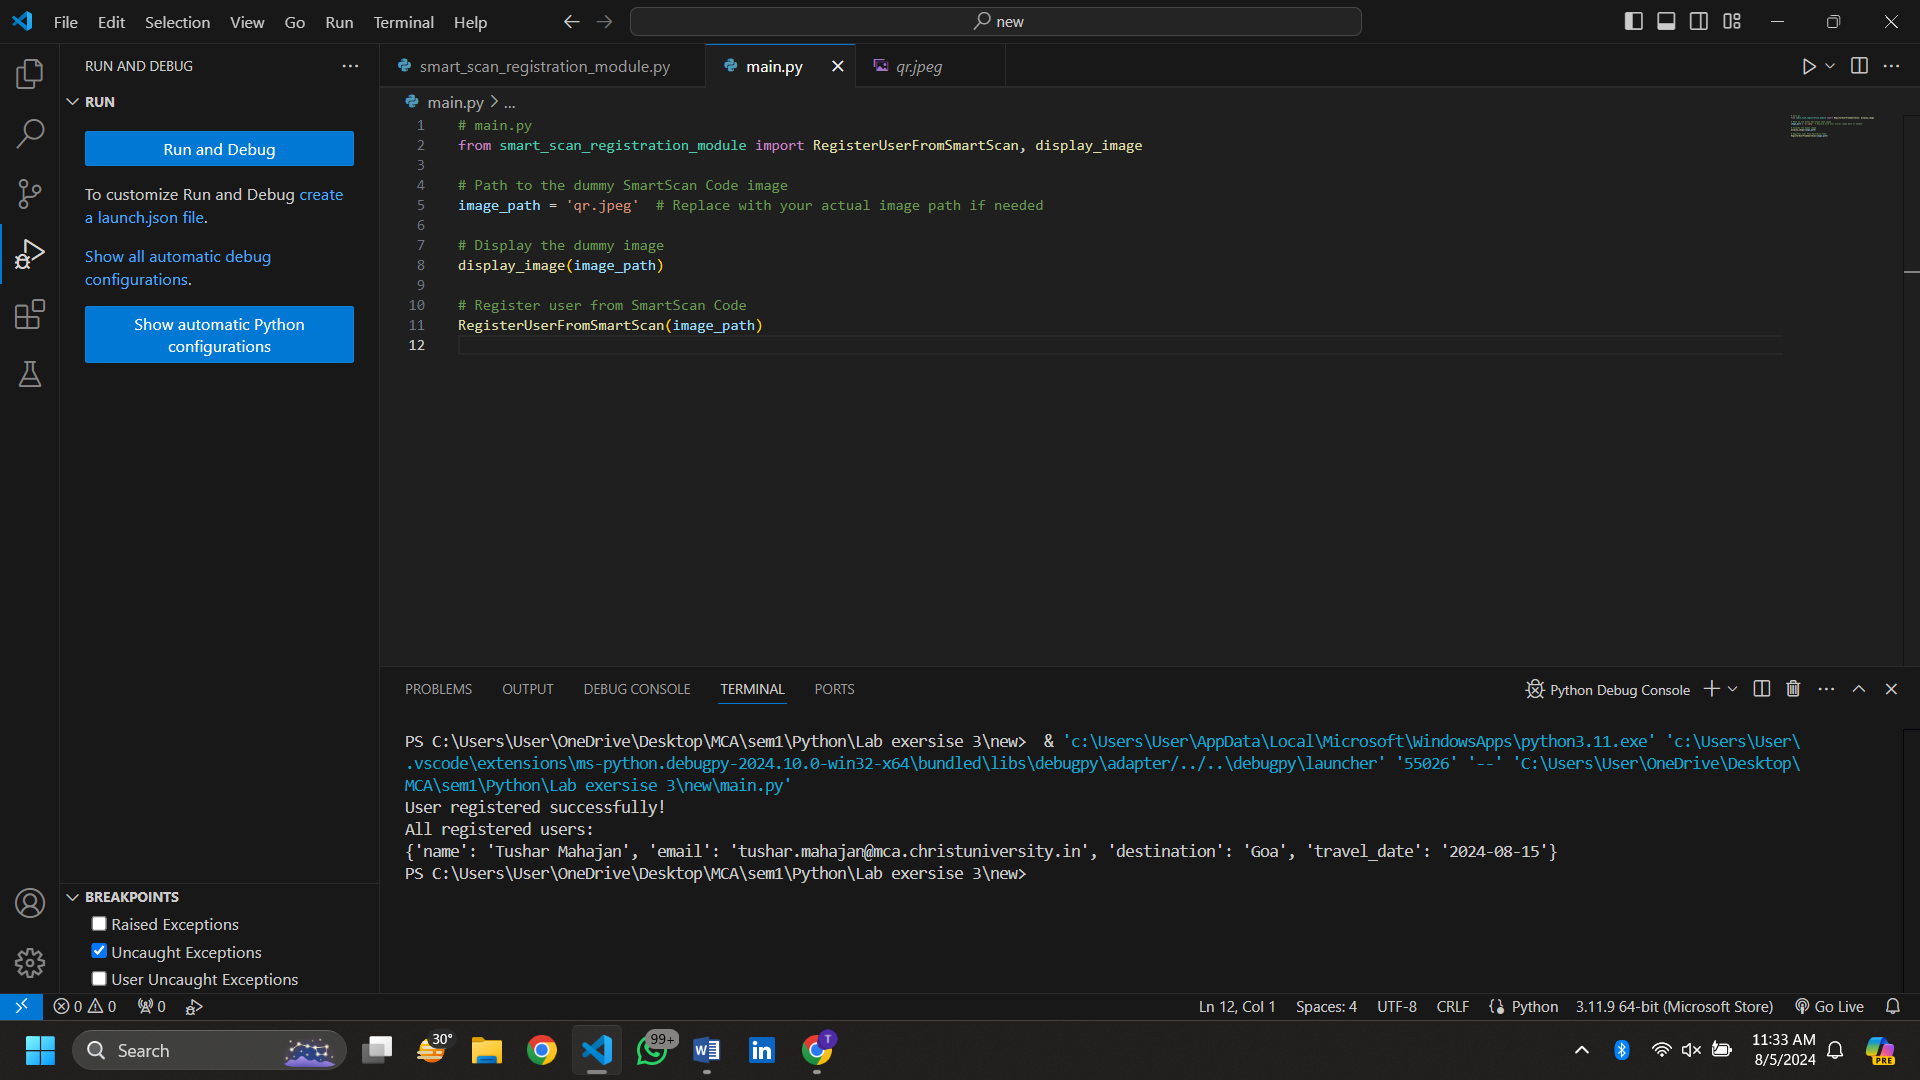 File Edit Selection View Go Run Terminal Help
new
RUN AND DEBUG
RUN
Run and Debug
To customize Run and Debug create
a launch.json file.
Show all automatic debug
configurations.
Show automatic Python
configurations
BREAKPOINTS
Raised Exceptions
Uncaught Exceptions
User Uncaught Exceptions
smart_scan_registration_module.py main.py qr.jpeg
main.py > ...
1 # main.py
2 from smart_scan_registration_module import RegisterUserFromSmartScan, display_image
3
4 # Path to the dummy SmartScan Code image
5 image_path = 'qr.jpeg'  # Replace with your actual image path if needed
6
7 # Display the dummy image
8 display_image(image_path)
9
10 # Register user from SmartScan Code
11 RegisterUserFromSmartScan(image_path)
12
PROBLEMS OUTPUT DEBUG CONSOLE TERMINAL PORTS
Python Debug Console
PS C:\Users\User\OneDrive\Desktop\MCA\sem1\Python\Lab exersise 3\new>  & 'c:\Users\User\AppData\Local\Microsoft\WindowsApps\python3.11.exe' 'c:\Users\User\
.vscode\extensions\ms-python.debugpy-2024.10.0-win32-x64\bundled\libs\debugpy\adapter/../..\debugpy\launcher' '55026' '--' 'C:\Users\User\OneDrive\Desktop\
MCA\sem1\Python\Lab exersise 3\new\main.py'
User registered successfully!
All registered users:
{'name': 'Tushar Mahajan', 'email': 'tushar.mahajan@mca.christuniversity.in', 'destination': 'Goa', 'travel_date': '2024-08-15'}
PS C:\Users\User\OneDrive\Desktop\MCA\sem1\Python\Lab exersise 3\new>
0 0 0
Ln 12, Col 1 Spaces: 4 UTF-8 CRLF Python 3.11.9 64-bit (Microsoft Store) Go Live
Search
30°
99+
T
11:33 AM
8/5/2024
PRE